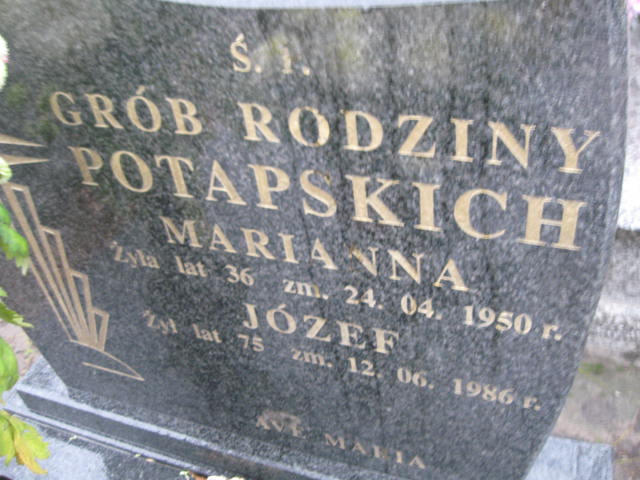 Ś. P.
GRÓB RODZINY
POTAPSKICH
MARIANNA
Żyła lat 36 zm. 24. 04. 1950 r.
JÓZEF
Żył lat 75 zm. 12. 06. 1986 r.
AVE MARIA